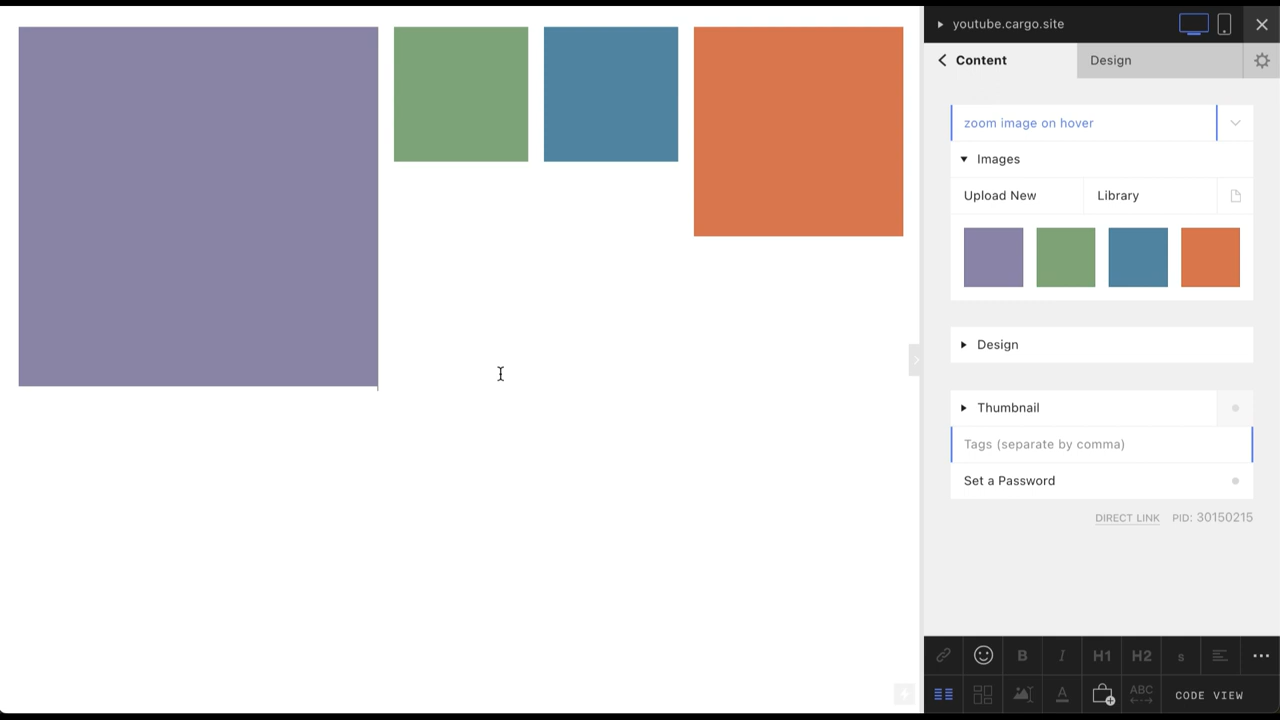 youtube.cargo.site
Content
Design
zoom image on hover
Images
Upload New
Library
Design
Thumbnail
Tags (separate by comma)
Set a Password
DIRECT LINK PID: 30150215
B I H1 H2 s
A ABC CODE VIEW